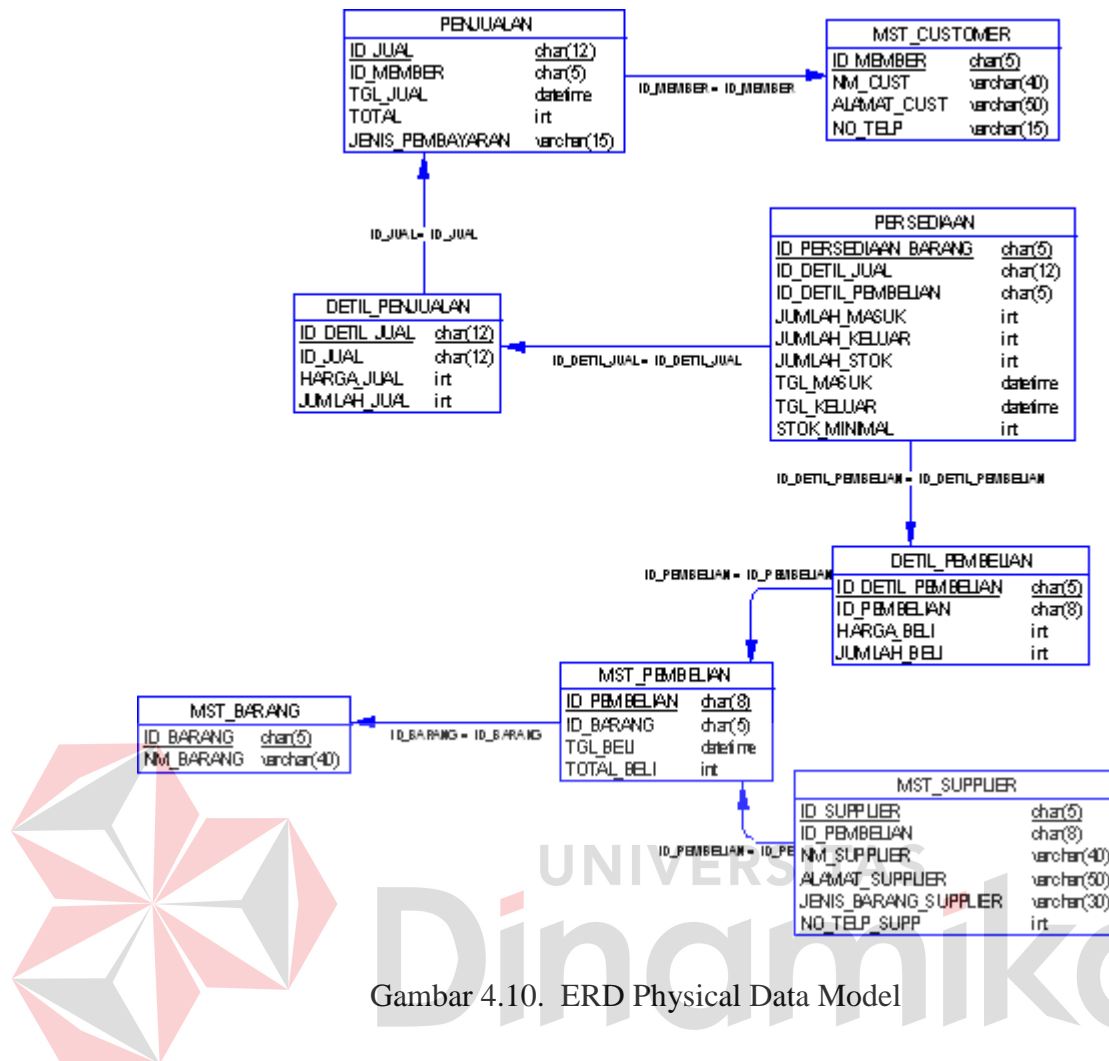 PENJUALAN
ID_JUAL char(12)
ID_MEMBER char(5)
TGL_JUAL datetime
TOTAL int
JENIS_PEMBAYARAN varchar(15)
ID_MEMBER = ID_MEMBER
MST_CUSTOMER
ID_MEMBER char(5)
NM_CUST varchar(40)
ALAMAT_CUST varchar(50)
NO_TELP varchar(15)
ID_JUAL = ID_JUAL
PERSEDIAAN
ID_PERSEDIAAN_BARANG char(5)
ID_DETIL_JUAL char(12)
ID_DETIL_PEMBELIAN char(5)
JUMLAH_MASUK int
JUMLAH_KELUAR int
JUMLAH_STOK int
TGL_MASUK datetime
TGL_KELUAR datetime
STOK_MINIMAL int
DETIL_PENJUALAN
ID_DETIL_JUAL char(12)
ID_JUAL char(12)
HARGA_JUAL int
JUMLAH_JUAL int
ID_DETIL_JUAL = ID_DETIL_JUAL
ID_DETIL_PEMBELIAN = ID_DETIL_PEMBELIAN
DETIL_PEMBELIAN
ID_DETIL_PEMBELIAN char(5)
ID_PEMBELIAN char(8)
HARGA_BELI int
JUMLAH_BELI int
ID_PEMBELIAN = ID_PEMBELIAN
MST_PEMBELIAN
ID_PEMBELIAN char(8)
ID_BARANG char(5)
TGL_BELI datetime
TOTAL_BELI int
ID_BARANG = ID_BARANG
MST_BARANG
ID_BARANG char(5)
NM_BARANG varchar(40)
ID_PEMBELIAN = ID_PE
MST_SUPPLIER
ID_SUPPLIER char(5)
ID_PEMBELIAN char(8)
NM_SUPPLIER varchar(40)
ALAMAT_SUPPLIER varchar(50)
JENIS_BARANG_SUPPLIER varchar(30)
NO_TELP_SUPP int
UNIVERSITAS
Dinamika
Gambar 4.10. ERD Physical Data Model